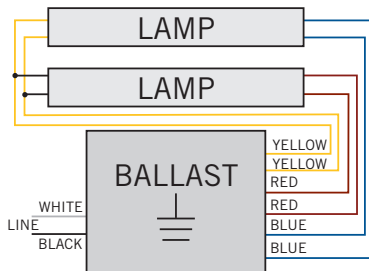 LAMP
LAMP
YELLOW
YELLOW
BALLAST
RED
RED
WHITE
LINE
BLUE
BLACK
BLUE